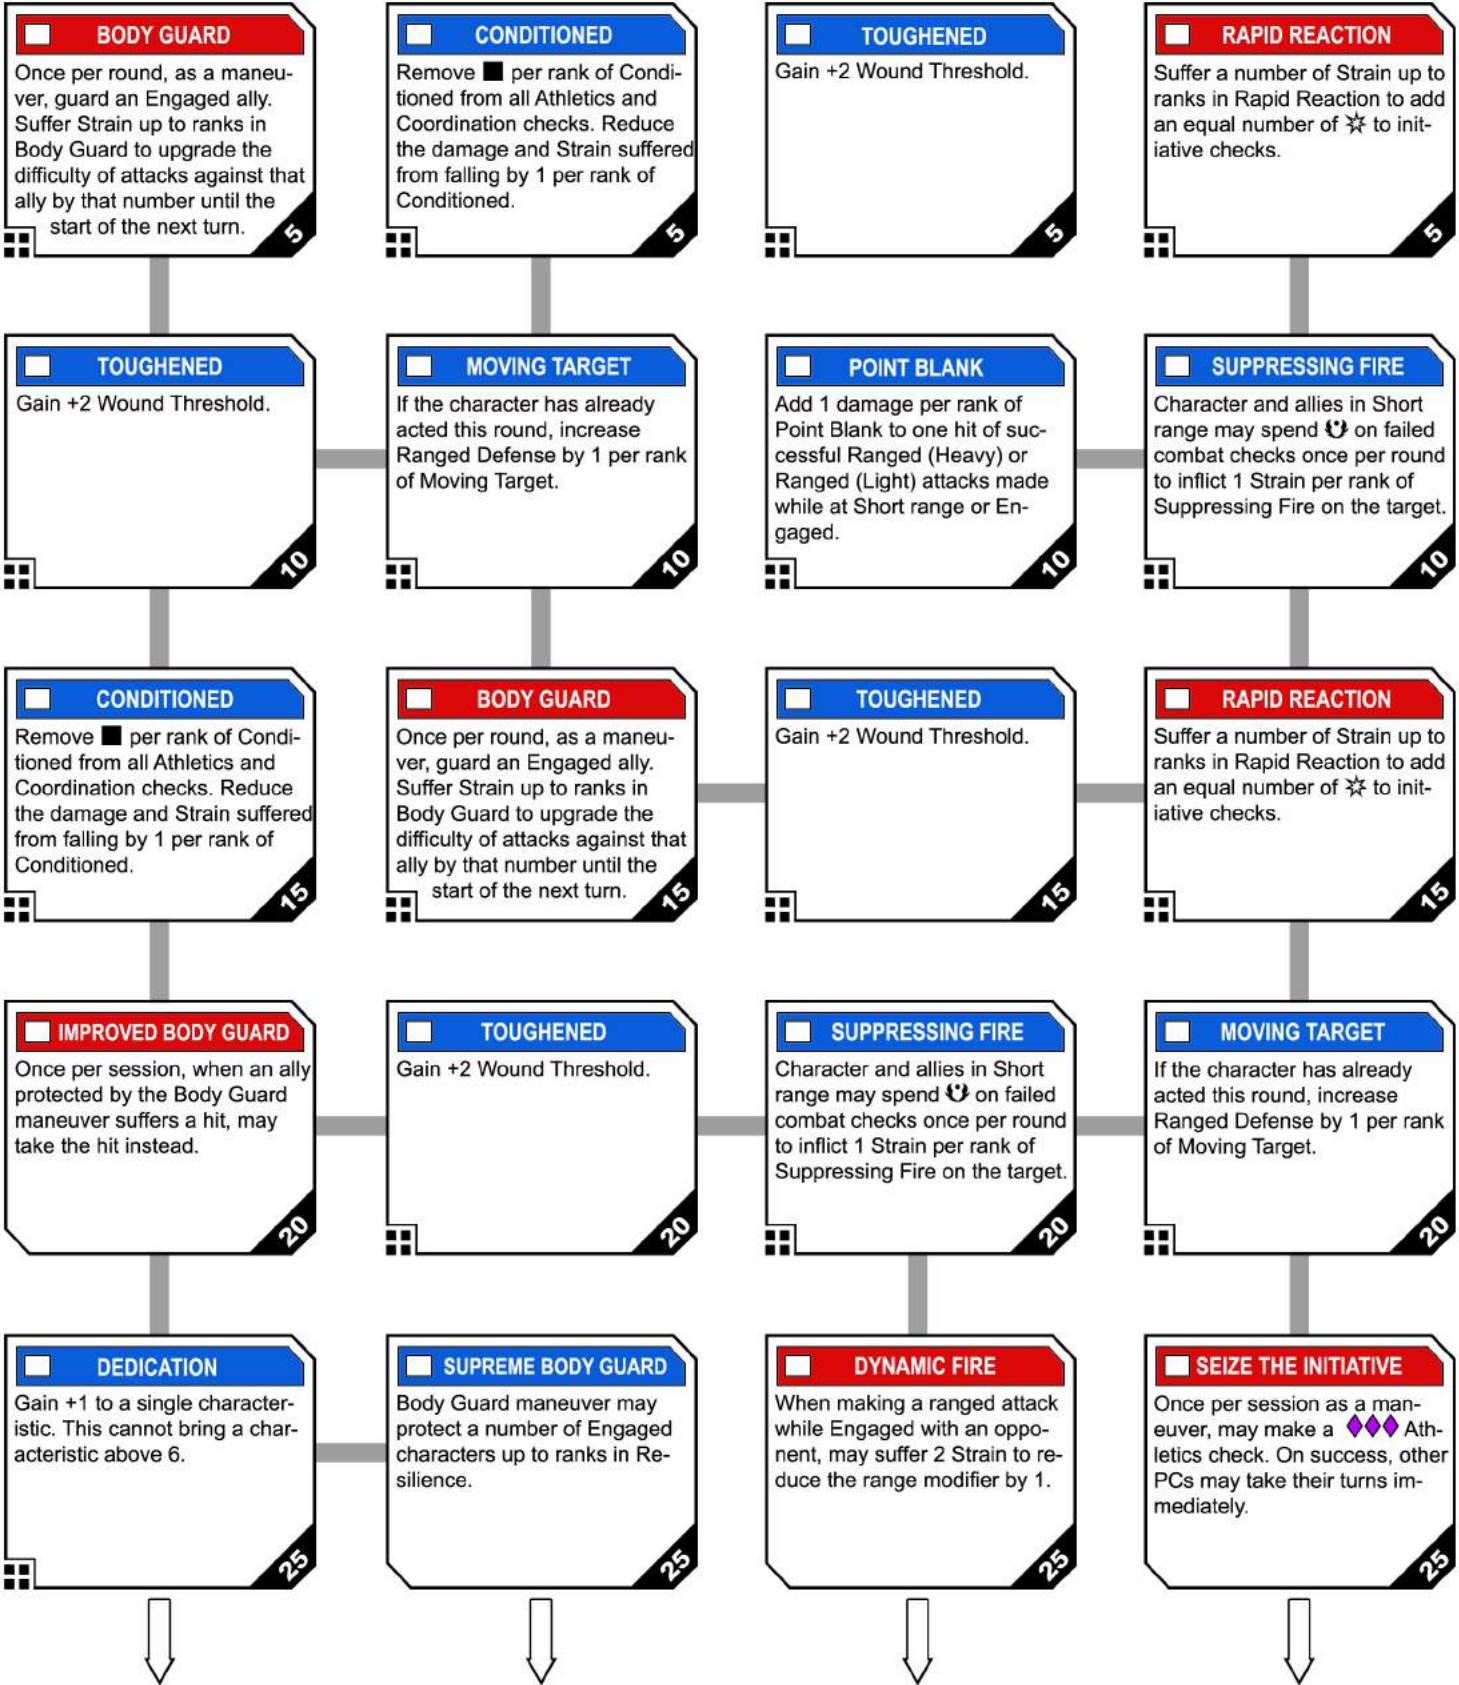 BODY GUARD
Once per round, as a maneu-
ver, guard an Engaged ally.
Suffer Strain up to ranks in
Body Guard to upgrade the
difficulty of attacks against that
ally by that number until the
start of the next turn.
5
CONDITIONED
Remove ■ per rank of Condi-
tioned from all Athletics and
Coordination checks. Reduce
the damage and Strain suffered
from falling by 1 per rank of
Conditioned.
5
TOUGHENED
Gain +2 Wound Threshold.
5
RAPID REACTION
Suffer a number of Strain up to
ranks in Rapid Reaction to add
an equal number of to init-
iative checks.
5
TOUGHENED
Gain +2 Wound Threshold.
10
MOVING TARGET
If the character has already
acted this round, increase
Ranged Defense by 1 per rank
of Moving Target.
10
POINT BLANK
Add 1 damage per rank of
Point Blank to one hit of suc-
cessful Ranged (Heavy) or
Ranged (Light) attacks made
while at Short range or En-
gaged.
10
SUPPRESSING FIRE
Character and allies in Short
range may spend on failed
combat checks once per round
to inflict 1 Strain per rank of
Suppressing Fire on the target.
10
CONDITIONED
Remove ■ per rank of Condi-
tioned from all Athletics and
Coordination checks. Reduce
the damage and Strain suffered
from falling by 1 per rank of
Conditioned.
15
BODY GUARD
Once per round, as a maneu-
ver, guard an Engaged ally.
Suffer Strain up to ranks in
Body Guard to upgrade the
difficulty of attacks against that
ally by that number until the
start of the next turn.
15
TOUGHENED
Gain +2 Wound Threshold.
15
RAPID REACTION
Suffer a number of Strain up to
ranks in Rapid Reaction to add
an equal number of to init-
iative checks.
15
IMPROVED BODY GUARD
Once per session, when an ally
protected by the Body Guard
maneuver suffers a hit, may
take the hit instead.
20
TOUGHENED
Gain +2 Wound Threshold.
20
SUPPRESSING FIRE
Character and allies in Short
range may spend on failed
combat checks once per round
to inflict 1 Strain per rank of
Suppressing Fire on the target.
20
MOVING TARGET
If the character has already
acted this round, increase
Ranged Defense by 1 per rank
of Moving Target.
20
DEDICATION
Gain +1 to a single character-
istic. This cannot bring a char-
acteristic above 6.
25
SUPREME BODY GUARD
Body Guard maneuver may
protect a number of Engaged
characters up to ranks in Re-
silience.
25
DYNAMIC FIRE
When making a ranged attack
while Engaged with an oppo-
nent, may suffer 2 Strain to re-
duce the range modifier by 1.
25
SEIZE THE INITIATIVE
Once per session as a man-
euver, may make a ◆◆◆ Ath-
letics check. On success, other
PCs may take their turns im-
mediately.
25